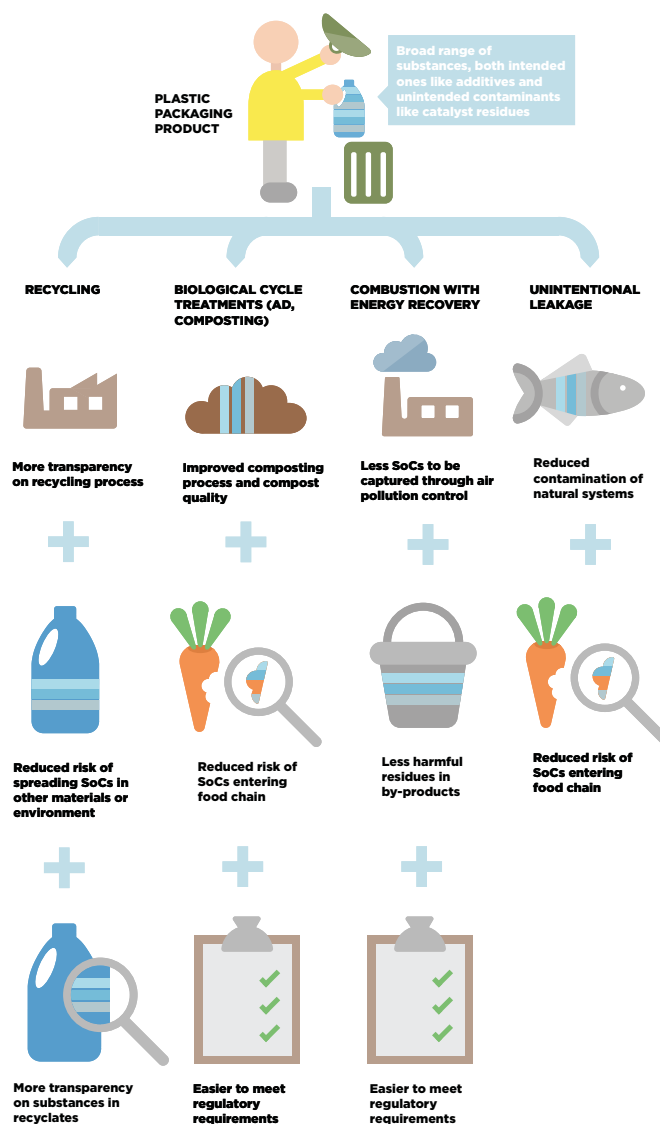 Broad range of
substances, both intended
ones like additives and
unintended contaminants
like catalyst residues
PLASTIC
PACKAGING
PRODUCT
RECYCLING
BIOLOGICAL CYCLE
TREATMENTS (AD,
COMPOSTING)
COMBUSTION WITH
ENERGY RECOVERY
UNINTENTIONAL
LEAKAGE
More transparency
on recycling process
Improved composting
process and compost
quality
Less SoCs to be
captured through air
pollution control
Reduced
contamination of
natural systems
Reduced risk of
spreading SoCs in
other materials or
environment
Reduced risk of
SoCs entering
food chain
Less harmful
residues in
by-products
Reduced risk of
SoCs entering
food chain
More transparency
on substances in
recyclates
Easier to meet
regulatory
requirements
Easier to meet
regulatory
requirements